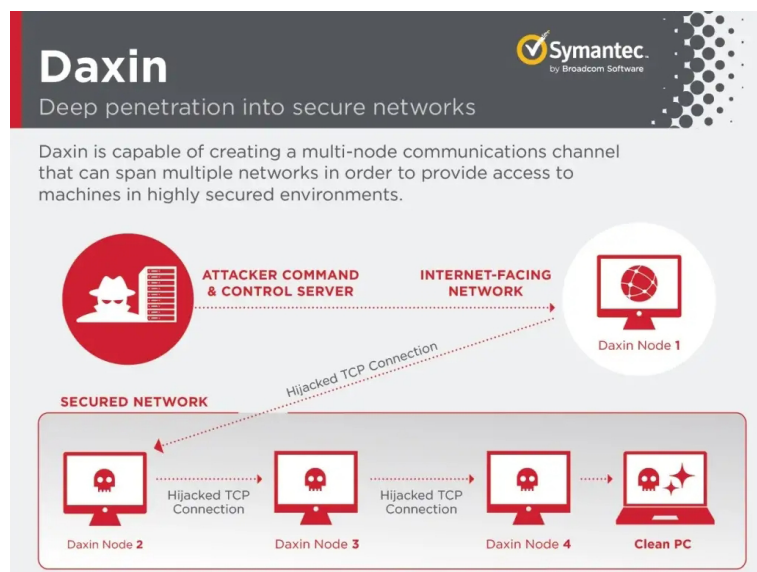 Daxin
Symantec™
by Broadcom Software
Deep penetration into secure networks
Daxin is capable of creating a multi-node communications channel
that can span multiple networks in order to provide access to
machines in highly secured environments.
ATTACKER COMMAND
& CONTROL SERVER
INTERNET-FACING
NETWORK
Daxin Node 1
Hijacked TCP Connection
SECURED NETWORK
Hijacked TCP
Connection
Hijacked TCP
Connection
Daxin Node 2
Daxin Node 3
Daxin Node 4
Clean PC